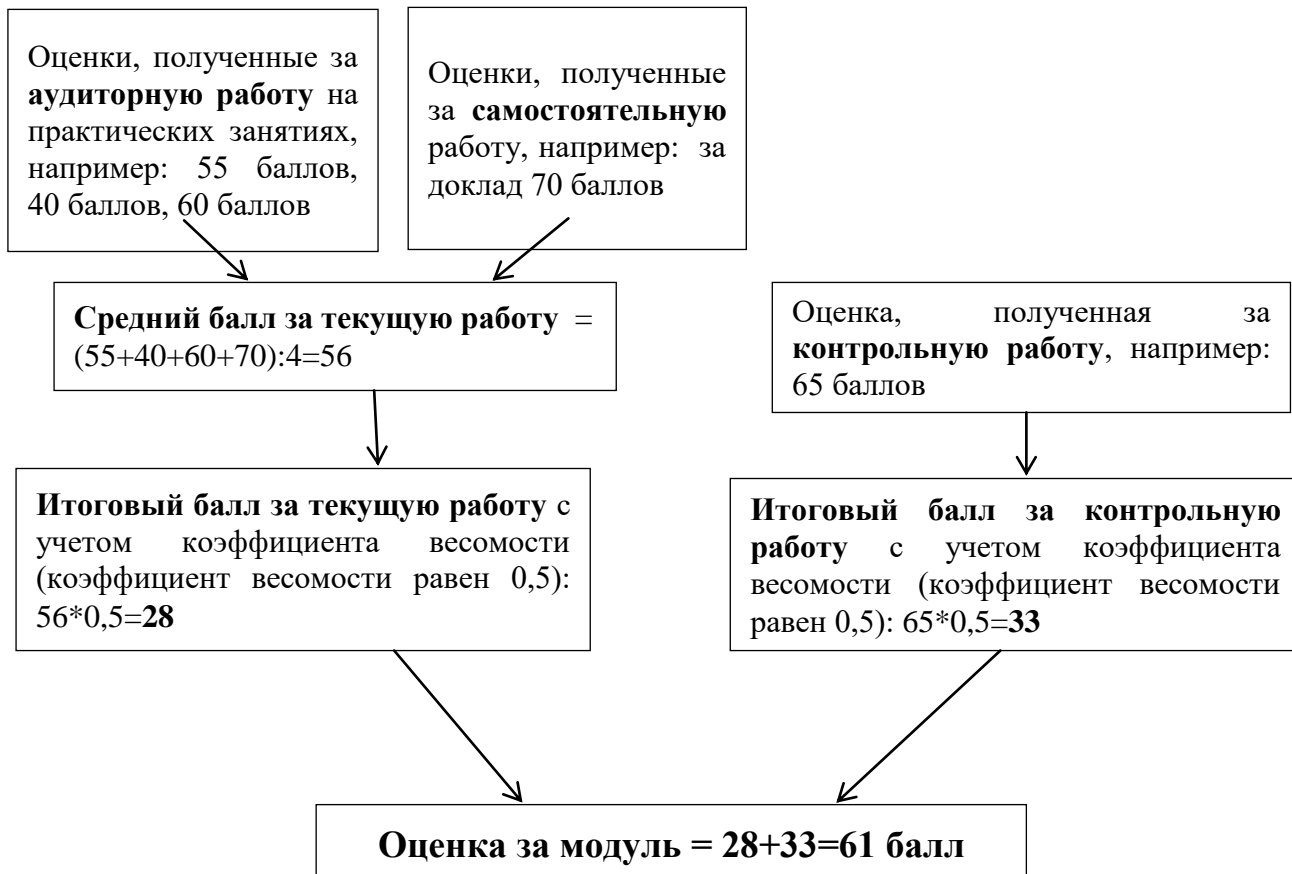 Оценки, полученные за
аудиторную работу на
практических занятиях,
например: 55 баллов,
40 баллов, 60 баллов
Оценки, полученные
за самостоятельную
работу, например: за
доклад 70 баллов
Средний балл за текущую работу =
(55+40+60+70):4=56
Оценка, полученная за
контрольную работу, например:
65 баллов
Итоговый балл за текущую работу с
учетом коэффициента весомости
(коэффициент весомости равен 0,5):
56*0,5=28
Итоговый балл за контрольную
работу с учетом коэффициента
весомости (коэффициент весомости
равен 0,5): 65*0,5=33
Оценка за модуль = 28+33=61 балл